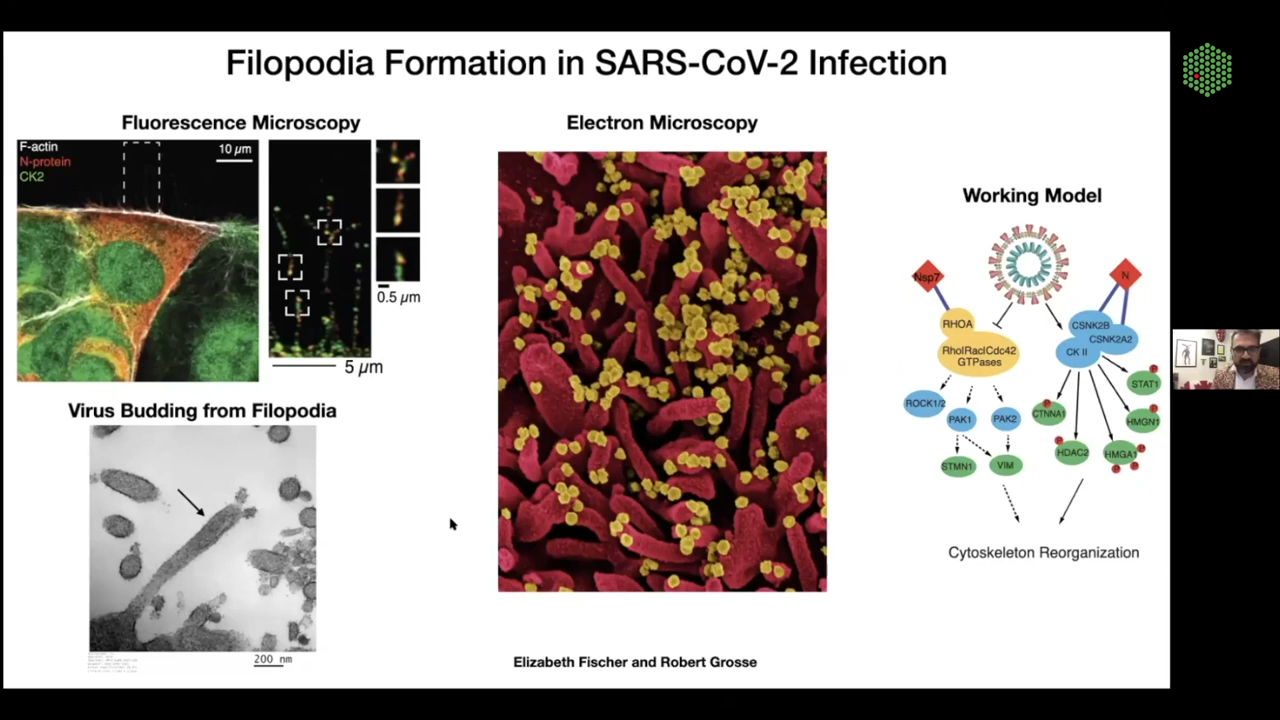 Filopodia Formation in SARS-CoV-2 Infection
Fluorescence Microscopy
F-actin
N-protein
CK2
10 µm
0.5 µm
5 µm
Virus Budding from Filopodia
200 nm
Electron Microscopy
Elizabeth Fischer and Robert Grosse
Working Model
Nsp7
N
RHOA
Rho|Rac|Cdc42
GTPases
CSNK2B
CSNK2A2
CK II
ROCK1/2
PAK1
PAK2
STMN1
VIM
P
CTNNA1
P
STAT1
P
HMGN1
P
HDAC2
P
HMGA1
P
P
Cytoskeleton Reorganization